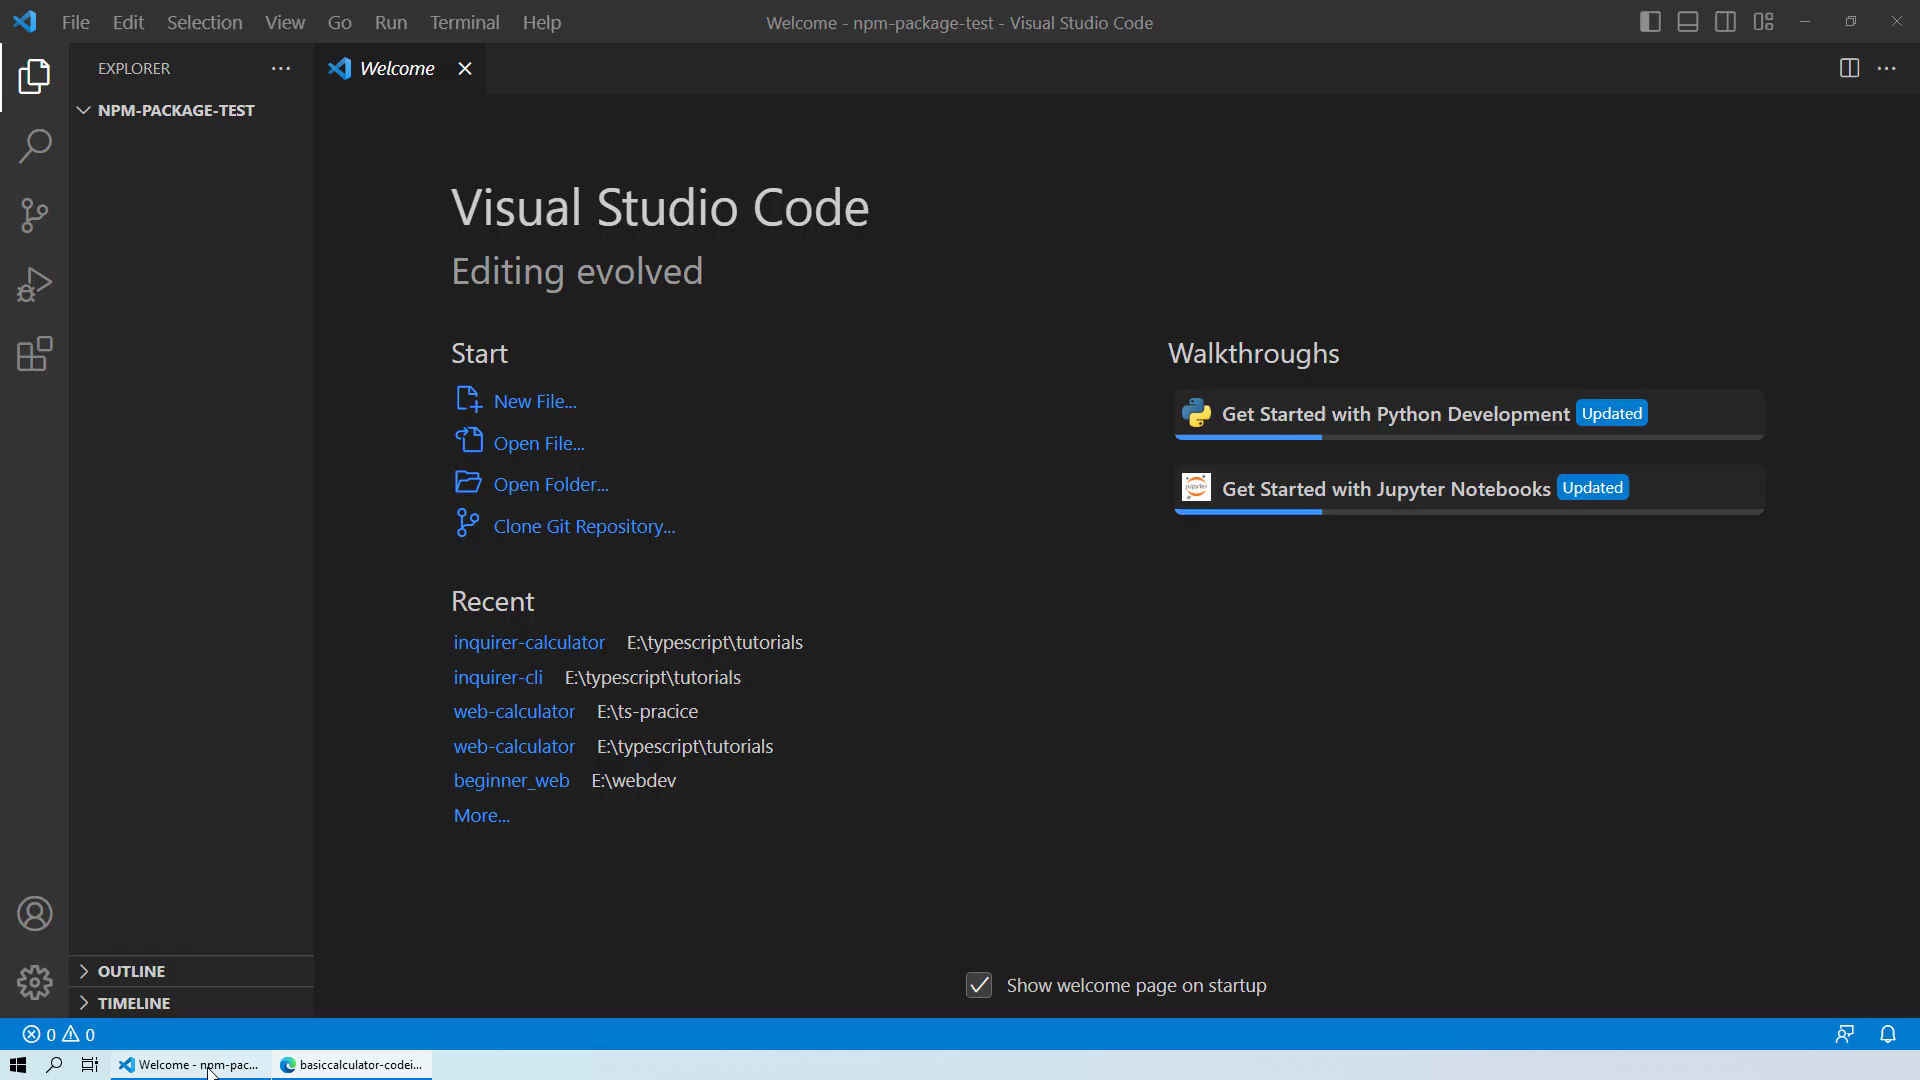 File Edit Selection View Go Run Terminal Help
Welcome - npm-package-test - Visual Studio Code
EXPLORER
Welcome
NPM-PACKAGE-TEST
Visual Studio Code
Editing evolved
Start
New File...
Open File...
Open Folder...
Clone Git Repository...
Recent
inquirer-calculator E:\typescript\tutorials
inquirer-cli E:\typescript\tutorials
web-calculator E:\ts-pracice
web-calculator E:\typescript\tutorials
beginner_web E:\webdev
More...
Walkthroughs
Get Started with Python Development Updated
jupyter
Get Started with Jupyter Notebooks Updated
Show welcome page on startup
OUTLINE
TIMELINE
0 0
Welcome - npm-pac... basiccalculator-codei...